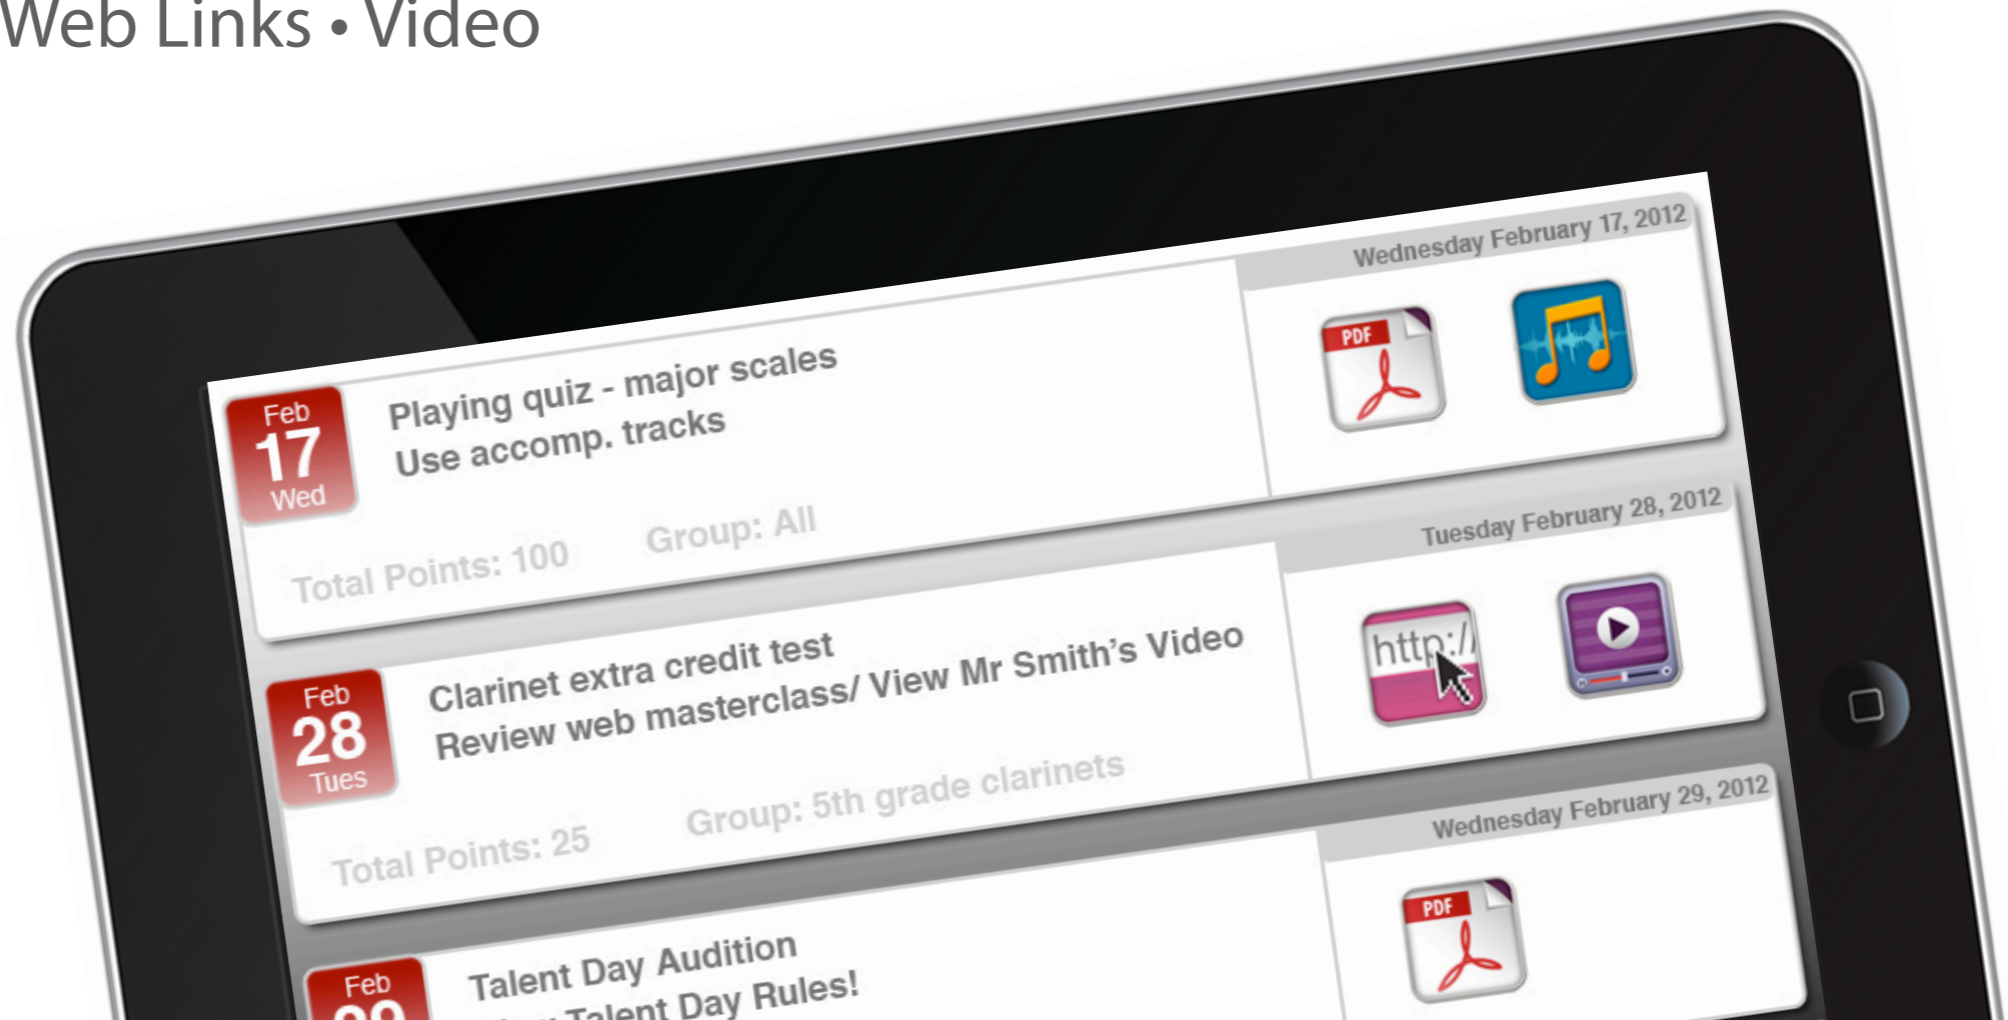 Web Links • Video
Wednesday February 17, 2012
Feb
17
Wed
Playing quiz - major scales
Use accomp. tracks
Total Points: 100 Group: All
PDF
Tuesday February 28, 2012
Feb
28
Tues
Clarinet extra credit test
Review web masterclass/ View Mr Smith's Video
Total Points: 25 Group: 5th grade clarinets
http://
Wednesday February 29, 2012
Feb
Talent Day Audition
Talent Day Rules!
PDF